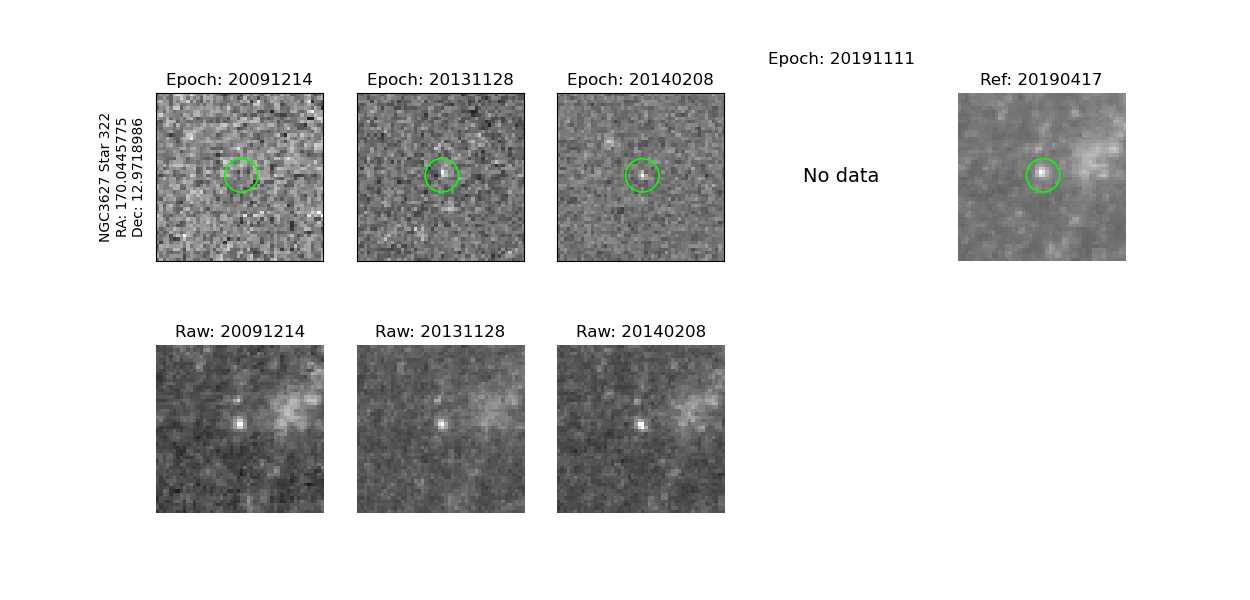 Epoch: 20091214
Epoch: 20131128
Epoch: 20140208
Epoch: 20191111
Ref: 20190417
NGC3627 Star 322
RA: 170.0445775
Dec: 12.9718986
No data
Raw: 20091214
Raw: 20131128
Raw: 20140208